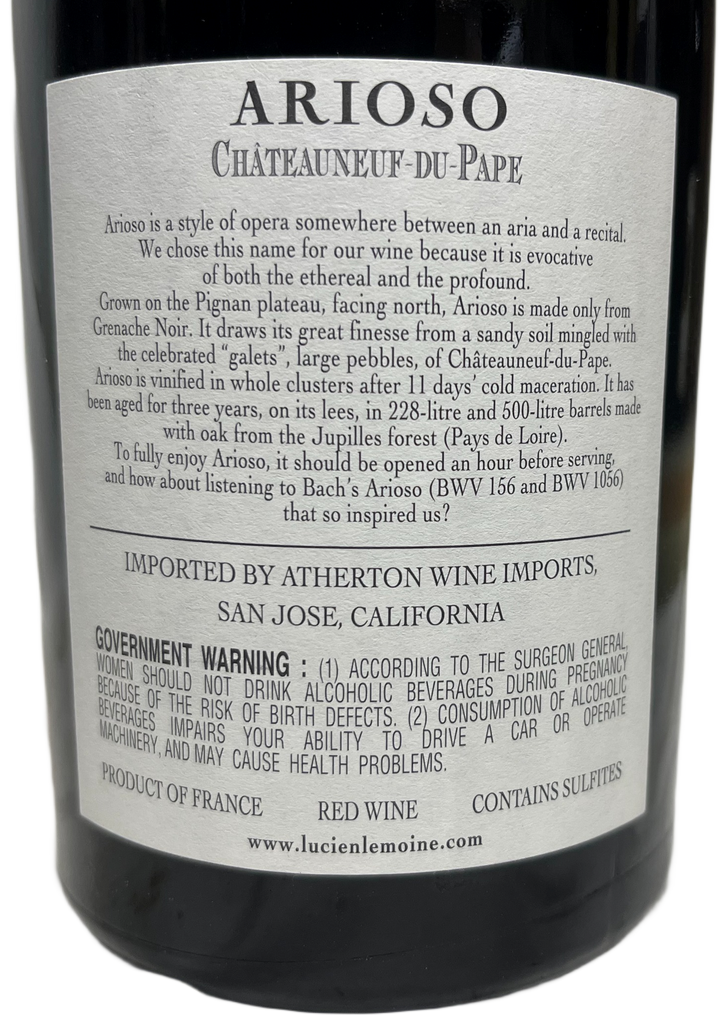 ARIOSO
CHÂTEAUNEUF-DU-PAPE
Arioso is a style of opera somewhere between an aria and a recital.
We chose this name for our wine because it is evocative
of both the ethereal and the profound.
Grown on the Pignan plateau, facing north, Arioso is made only from
Grenache Noir. It draws its great finesse from a sandy soil mingled with
the celebrated “galets”, large pebbles, of Châteauneuf-du-Pape.
Arioso is vinified in whole clusters after 11 days’ cold maceration. It has
been aged for three years, on its lees, in 228-litre and 500-litre barrels made
with oak from the Jupilles forest (Pays de Loire).
To fully enjoy Arioso, it should be opened an hour before serving,
and how about listening to Bach’s Arioso (BWV 156 and BWV 1056)
that so inspired us?
IMPORTED BY ATHERTON WINE IMPORTS,
SAN JOSE, CALIFORNIA
GOVERNMENT WARNING : (1) ACCORDING TO THE SURGEON GENERAL,
WOMEN SHOULD NOT DRINK ALCOHOLIC BEVERAGES DURING PREGNANCY
BECAUSE OF THE RISK OF BIRTH DEFECTS. (2) CONSUMPTION OF ALCOHOLIC
BEVERAGES IMPAIRS YOUR ABILITY TO DRIVE A CAR OR OPERATE
MACHINERY, AND MAY CAUSE HEALTH PROBLEMS.
PRODUCT OF FRANCE RED WINE CONTAINS SULFITES
www.lucienlemoine.com